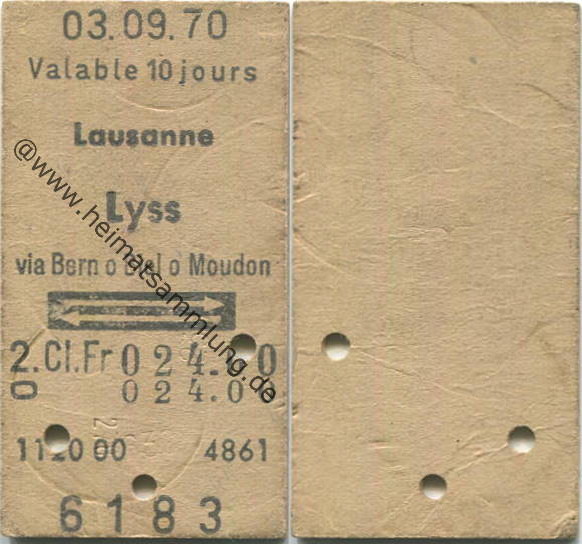 03.09.70
Valable 10 jours
Lausanne
Lyss
via Bern o Biel o Moudon
2.Cl.Fr 024.00
0 024.00
1120 00 4861
6183
@www.heimatsammlung.de